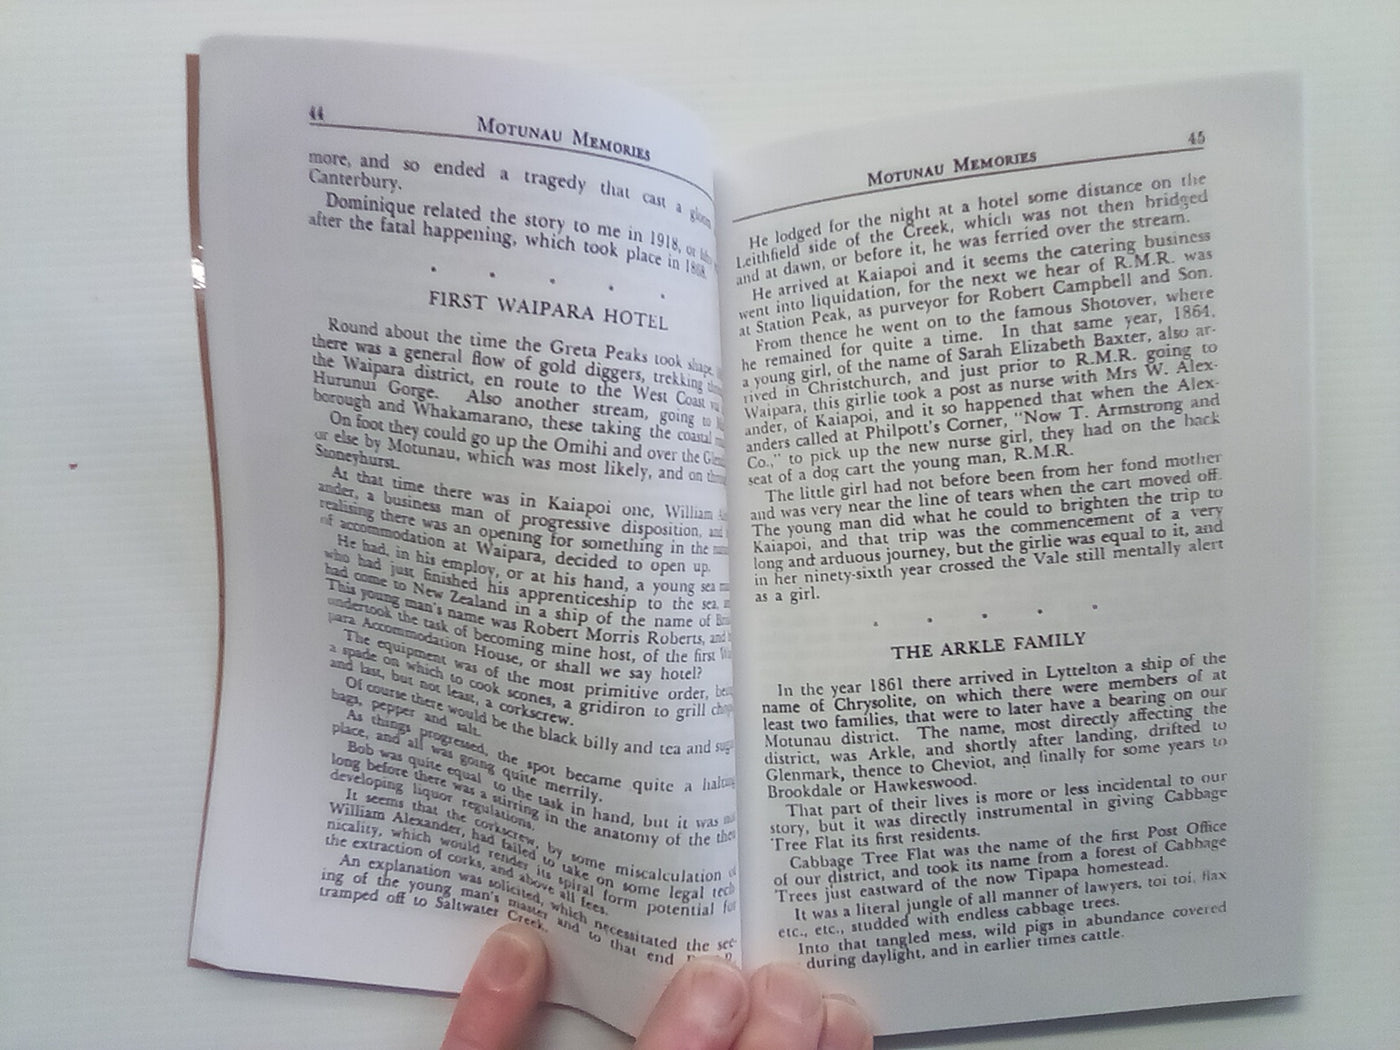 44
MOTUNAU MEMORIES
more, and so ended a tragedy that cast a gloom
Canterbury.
Dominique related the story to me in 1918, or
after the fatal happening, which took place in 1868.
FIRST WAIPARA HOTEL
Round about the time the Greta Peaks took shape,
there was a general flow of gold diggers, trekking
the Waipara district, en route to the West Coast
Hurunui Gorge. Also another stream, going to
borough and Whakamarano, these taking the coastal
On foot they could go up the Omihi and over the
or else by Motunau, which was most likely, and on
Stoneyhurst.
At that time there was in Kaiapoi one, William
ander, a business man of progressive disposition, and
realising there was an opening for something in the
of accommodation at Waipara, decided to open up.
He had, in his employ, or at his hand, a young sea
who had just finished his apprenticeship to the sea,
had come to New Zealand in a ship of the name of
This young man's name was Robert Morris Roberts, and
undertook the task of becoming mine host, of the first
para Accommodation House, or shall we say hotel?
The equipment was of the most primitive order,
a spade on which to cook scones, a gridiron to grill
and last, but not least, a corkscrew.
Of course there would be the black billy and tea and
bags, pepper and salt.
As things progressed, the spot became quite a halting
place, and all was going quite merrily.
Bob was quite equal to the task in hand, but it was
long before there was a stirring in the anatomy of the
developing liquor regulations.
It seems that the corkscrew, by some miscalculation
William Alexander, had failed to take on some legal tech
nicality, which would render its spiral form potential for
the extraction of corks, and above all fees.
An explanation was solicited, which necessitated the see-
ing of the young man's master and to that end
tramped off to Saltwater Creek.
MOTUNAU MEMORIES
45
He lodged for the night at a hotel some distance on the
Leithfield side of the Creek, which was not then bridged
and at dawn, or before it, he was ferried over the stream.
He arrived at Kaiapoi and it seems the catering business
went into liquidation, for the next we hear of R.M.R. was
at Station Peak, as purveyor for Robert Campbell and Son.
From thence he went on to the famous Shotover, where
he remained for quite a time. In that same year, 1864,
a young girl, of the name of Sarah Elizabeth Baxter, also ar-
rived in Christchurch, and just prior to R.M.R. going to
Waipara, this girlie took a post as nurse with Mrs W. Alex-
ander, of Kaiapoi, and it so happened that when the Alex-
anders called at Philpott's Corner, "Now T. Armstrong and
Co.," to pick up the new nurse girl, they had on the back
seat of a dog cart the young man, R.M.R.
The little girl had not before been from her fond mother
and was very near the line of tears when the cart moved off.
The young man did what he could to brighten the trip to
Kaiapoi, and that trip was the commencement of a very
long and arduous journey, but the girlie was equal to it, and
in her ninety-sixth year crossed the Vale still mentally alert
as a girl.
THE ARKLE FAMILY
In the year 1861 there arrived in Lyttelton a ship of the
name of Chrysolite, on which there were members of at
least two families, that were to later have a bearing on our
Motunau district. The name, most directly affecting the
district, was Arkle, and shortly after landing, drifted to
Glenmark, thence to Cheviot, and finally for some years to
Brookdale or Hawkeswood.
That part of their lives is more or less incidental to our
story, but it was directly instrumental in giving Cabbage
Tree Flat its first residents.
Cabbage Tree Flat was the name of the first Post Office
of our district, and took its name from a forest of Cabbage
Trees just eastward of the now Tipapa homestead.
It was a literal jungle of all manner of lawyers, toi toi, flax
etc., etc., studded with endless cabbage trees.
Into that tangled mess, wild pigs in abundance covered
during daylight, and in earlier times cattle.